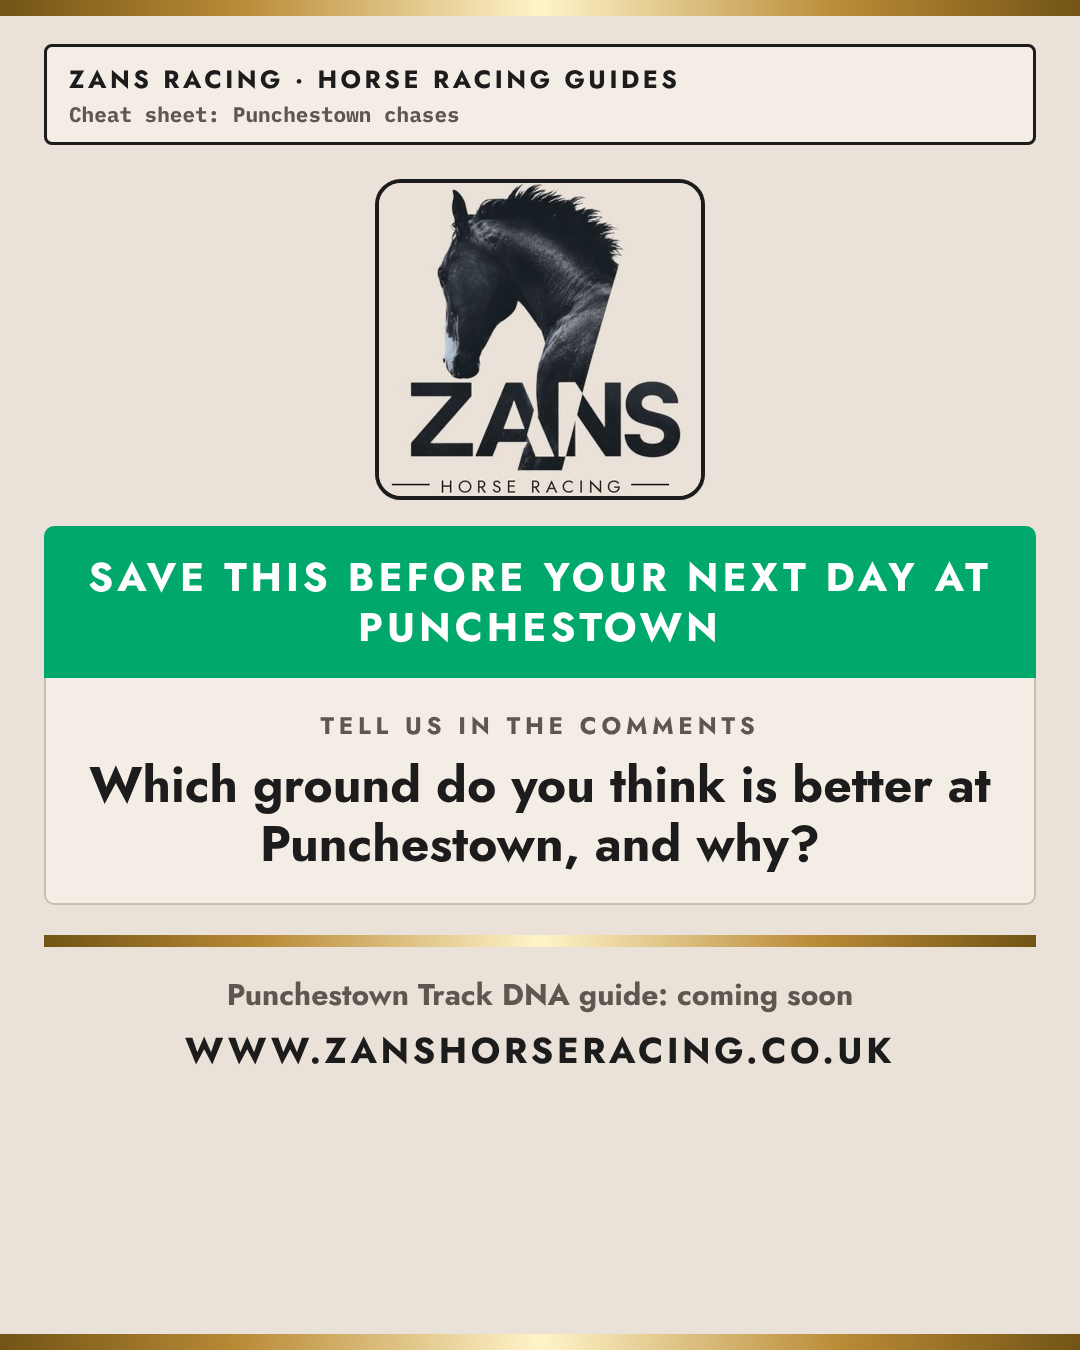 ZANS RACING · HORSE RACING GUIDES
Cheat sheet: Punchestown chases
ZANS
HORSE RACING
SAVE THIS BEFORE YOUR NEXT DAY AT
PUNCHESTOWN
TELL US IN THE COMMENTS
Which ground do you think is better at
Punchestown, and why?
Punchestown Track DNA guide: coming soon
WWW.ZANSHORSERACING.CO.UK